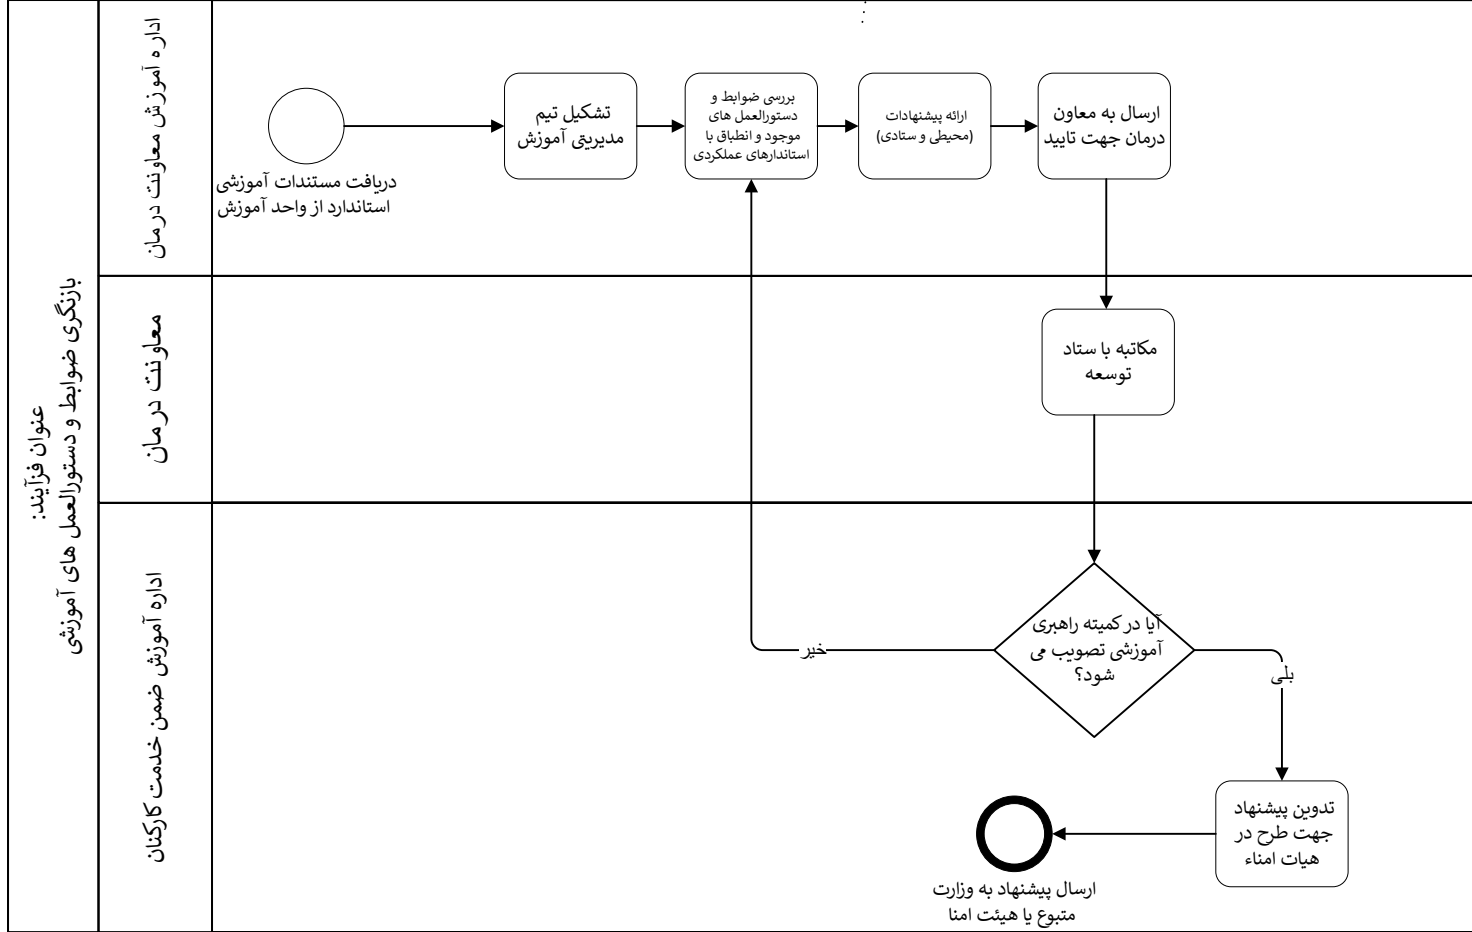 عنوان فرآیند:
بازنگری ضوابط و دستورالعمل های آموزشی
اداره آموزش معاونت درمان
دریافت مستندات آموزشی
استاندارد از واحد آموزش
تشکیل تیم
مدیریتی آموزش
بررسی ضوابط و
دستورالعمل های
موجود و انطباق با
استاندارهای عملکردی
ارائه پیشنهادات
(محیطی و ستادی)
ارسال به معاون
درمان جهت تایید
معاونت درمان
مکاتبه با ستاد
توسعه
اداره آموزش ضمن خدمت کارکنان
آیا در کمیته راهبری
آموزشی تصویب می
شود؟
خیر
بلی
تدوین پیشنهاد
جهت طرح در
هیات امناء
ارسال پیشنهاد به وزارت
متبوع یا هیئت امنا